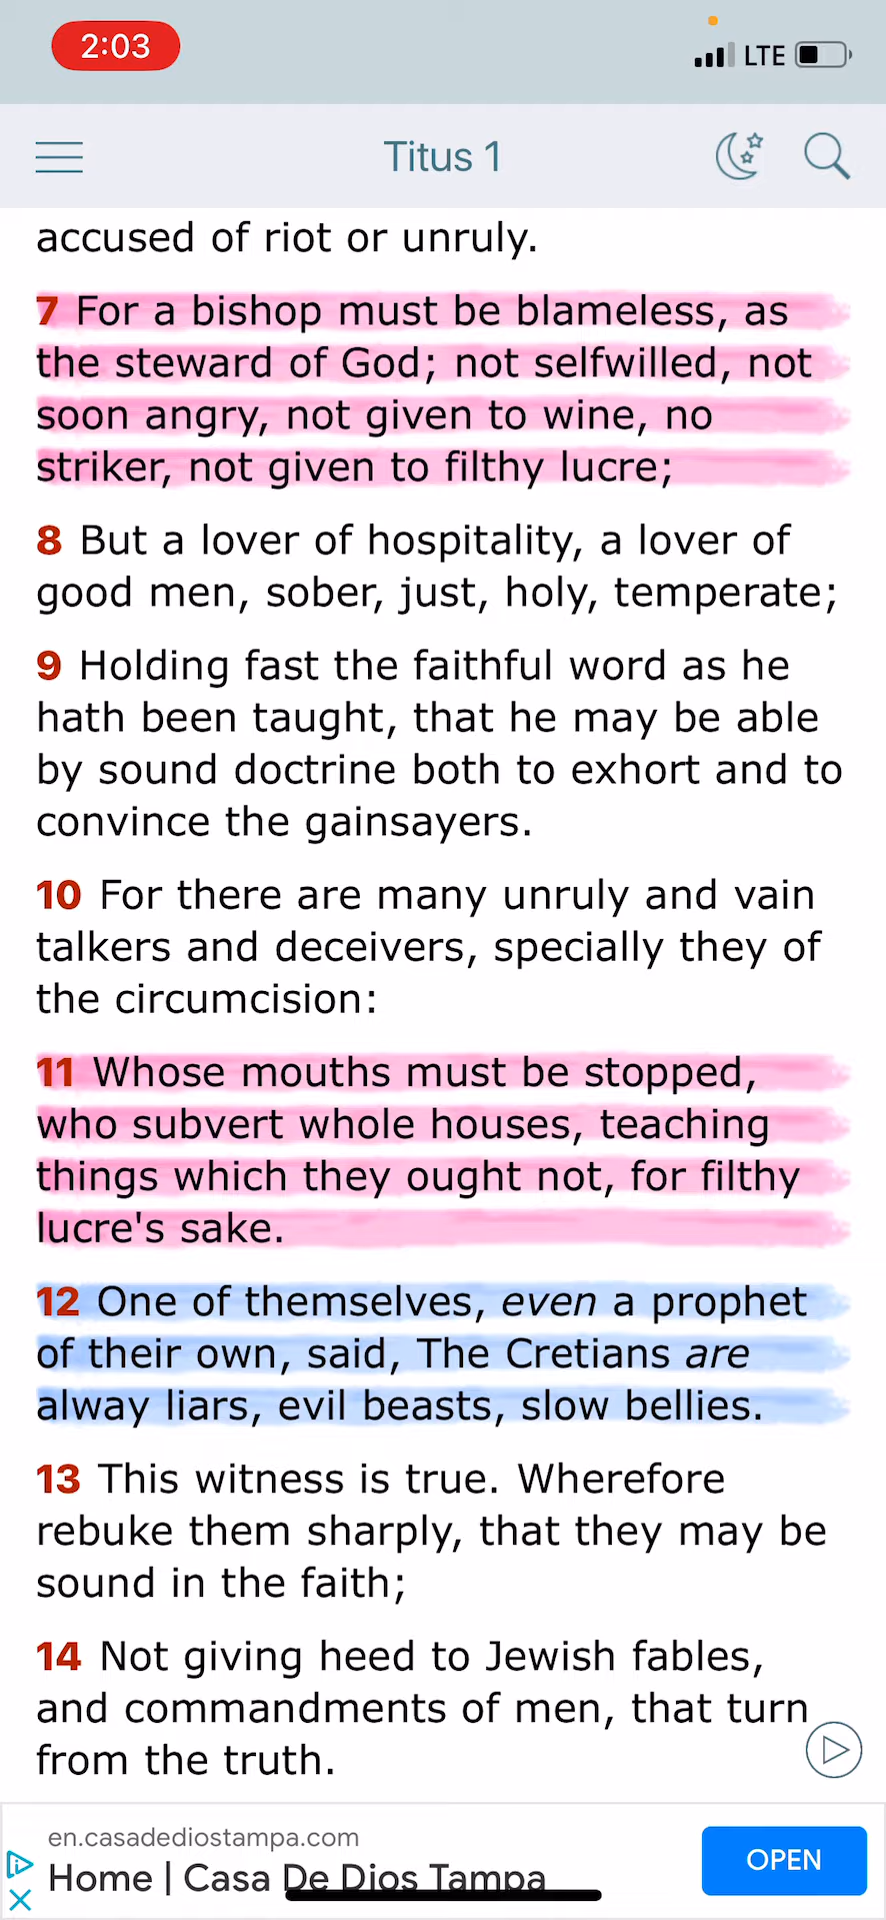 2:03
LTE
Titus 1
accused of riot or unruly.
7 For a bishop must be blameless, as
the steward of God; not selfwilled, not
soon angry, not given to wine, no
striker, not given to filthy lucre;
8 But a lover of hospitality, a lover of
good men, sober, just, holy, temperate;
9 Holding fast the faithful word as he
hath been taught, that he may be able
by sound doctrine both to exhort and to
convince the gainsayers.
10 For there are many unruly and vain
talkers and deceivers, specially they of
the circumcision:
11 Whose mouths must be stopped,
who subvert whole houses, teaching
things which they ought not, for filthy
lucre's sake.
12 One of themselves, even a prophet
of their own, said, The Cretians are
alway liars, evil beasts, slow bellies.
13 This witness is true. Wherefore
rebuke them sharply, that they may be
sound in the faith;
14 Not giving heed to Jewish fables,
and commandments of men, that turn
from the truth.
en.casadediostampa.com
Home | Casa De Dios Tampa
OPEN